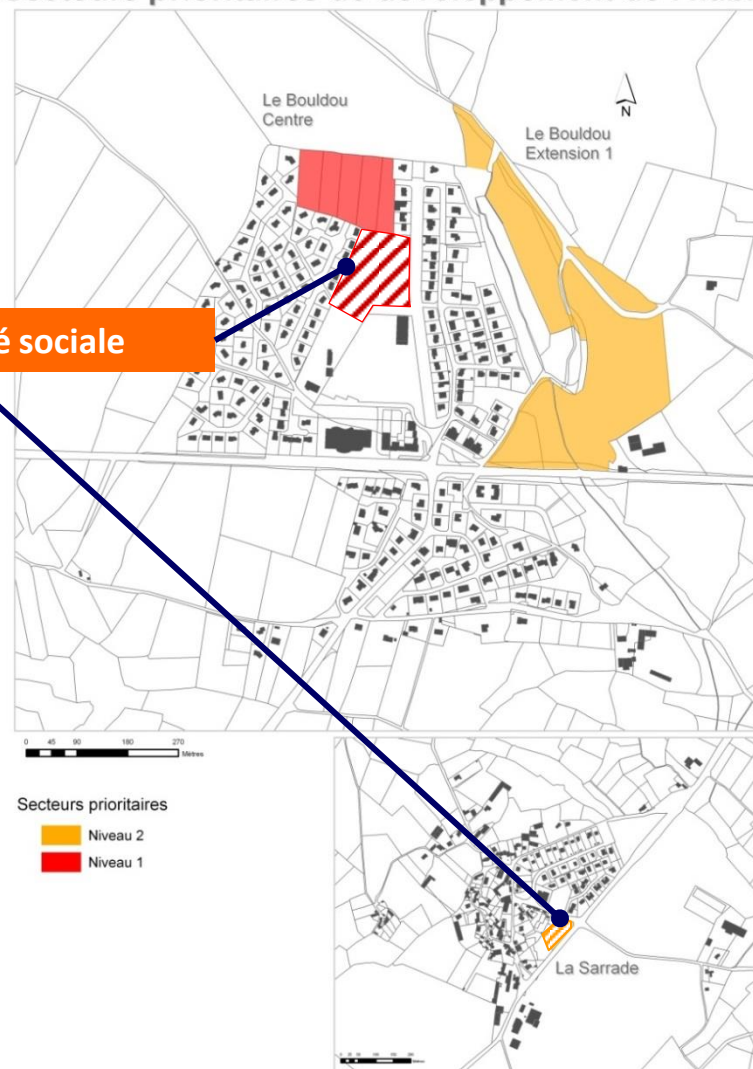 Le Bouldou
Centre
N
Le Bouldou
Extension 1
é sociale
0 45 90 180 270
Mètres
Secteurs prioritaires
Niveau 2
Niveau 1
La Sarrade